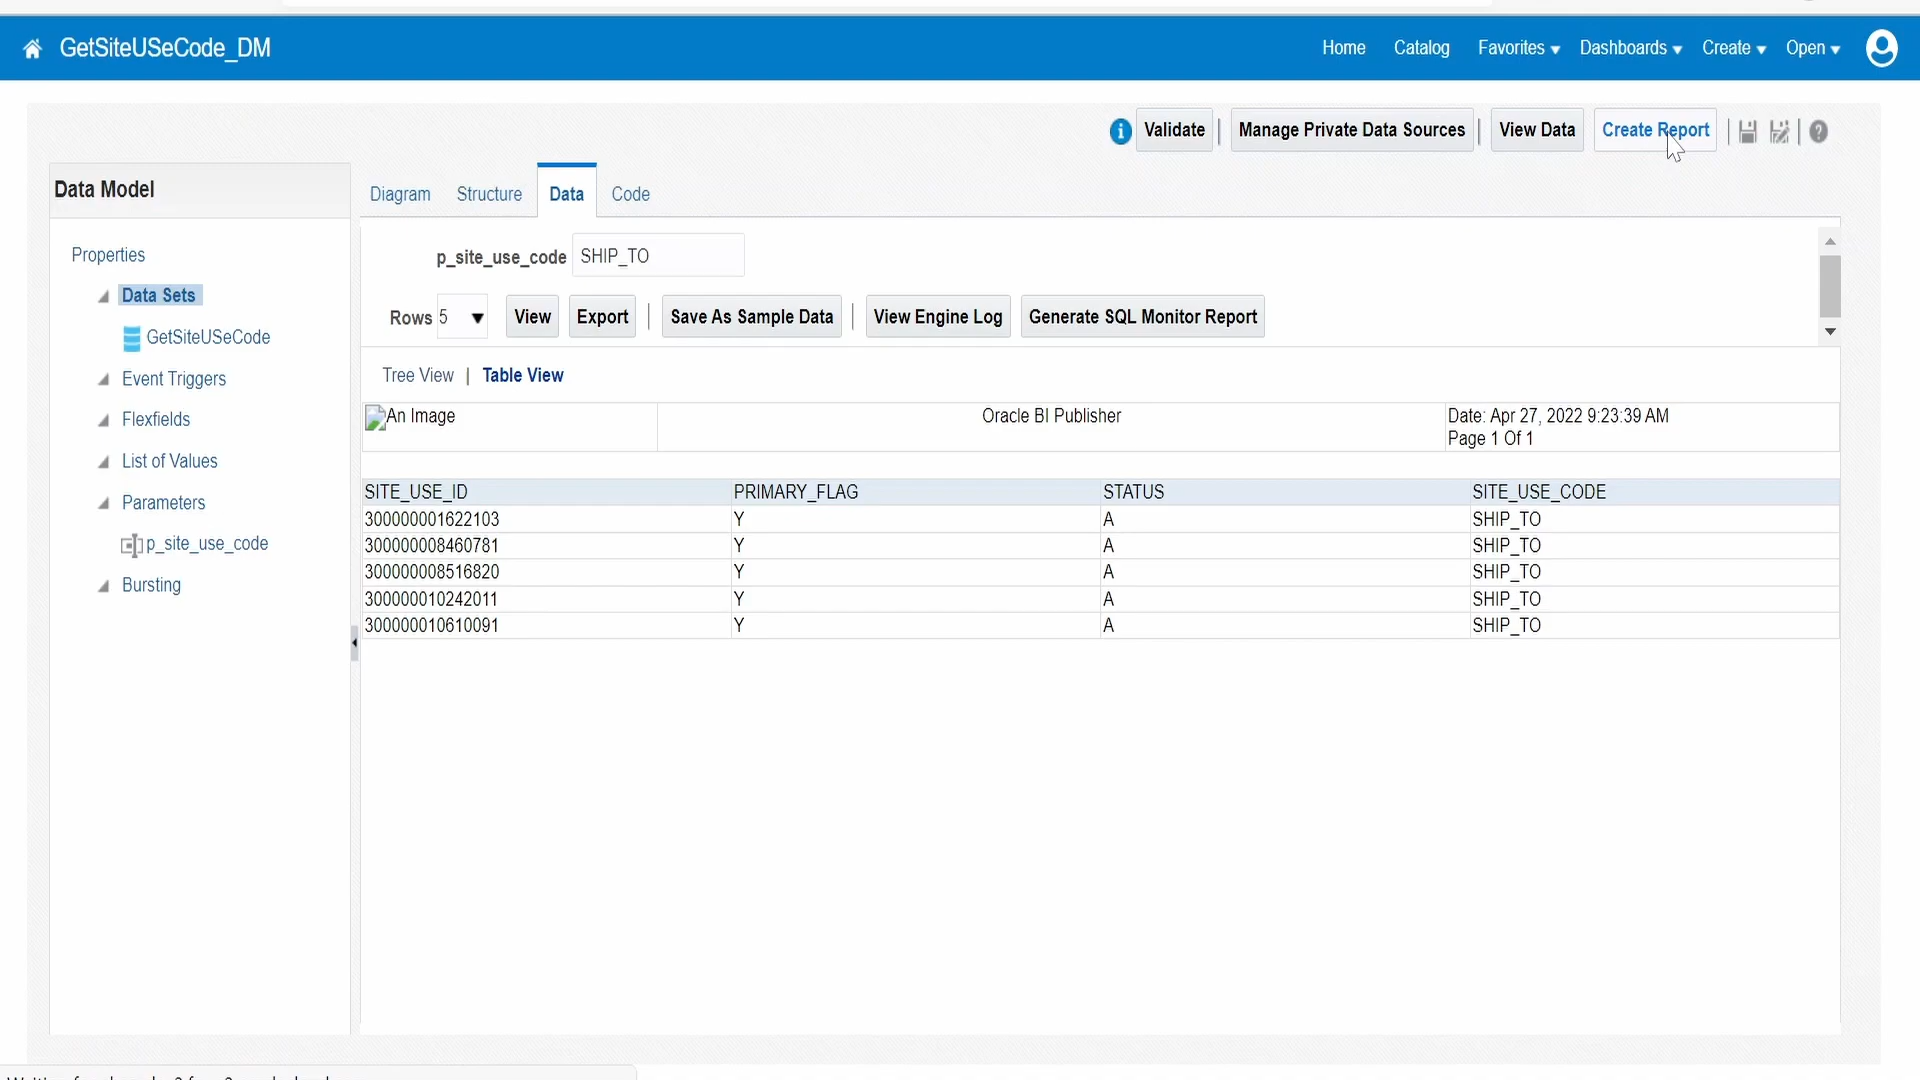 GetSiteUSeCode_DM
Home Catalog Favorites Dashboards Create Open
Validate | Manage Private Data Sources | View Data Create Report
Data Model
Diagram Structure Data Code
Properties
Data Sets
GetSiteUSeCode
Event Triggers
Flexfields
List of Values
Parameters
p_site_use_code
Bursting
p_site_use_code SHIP_TO
Rows 5 View Export | Save As Sample Data | View Engine Log Generate SQL Monitor Report
Tree View | Table View
An Image Oracle BI Publisher Date: Apr 27, 2022 9:23:39 AM
Page 1 Of 1
SITE_USE_ID PRIMARY_FLAG STATUS SITE_USE_CODE
300000001622103 Y A SHIP_TO
300000008460781 Y A SHIP_TO
300000008516820 Y A SHIP_TO
300000010242011 Y A SHIP_TO
300000010610091 Y A SHIP_TO